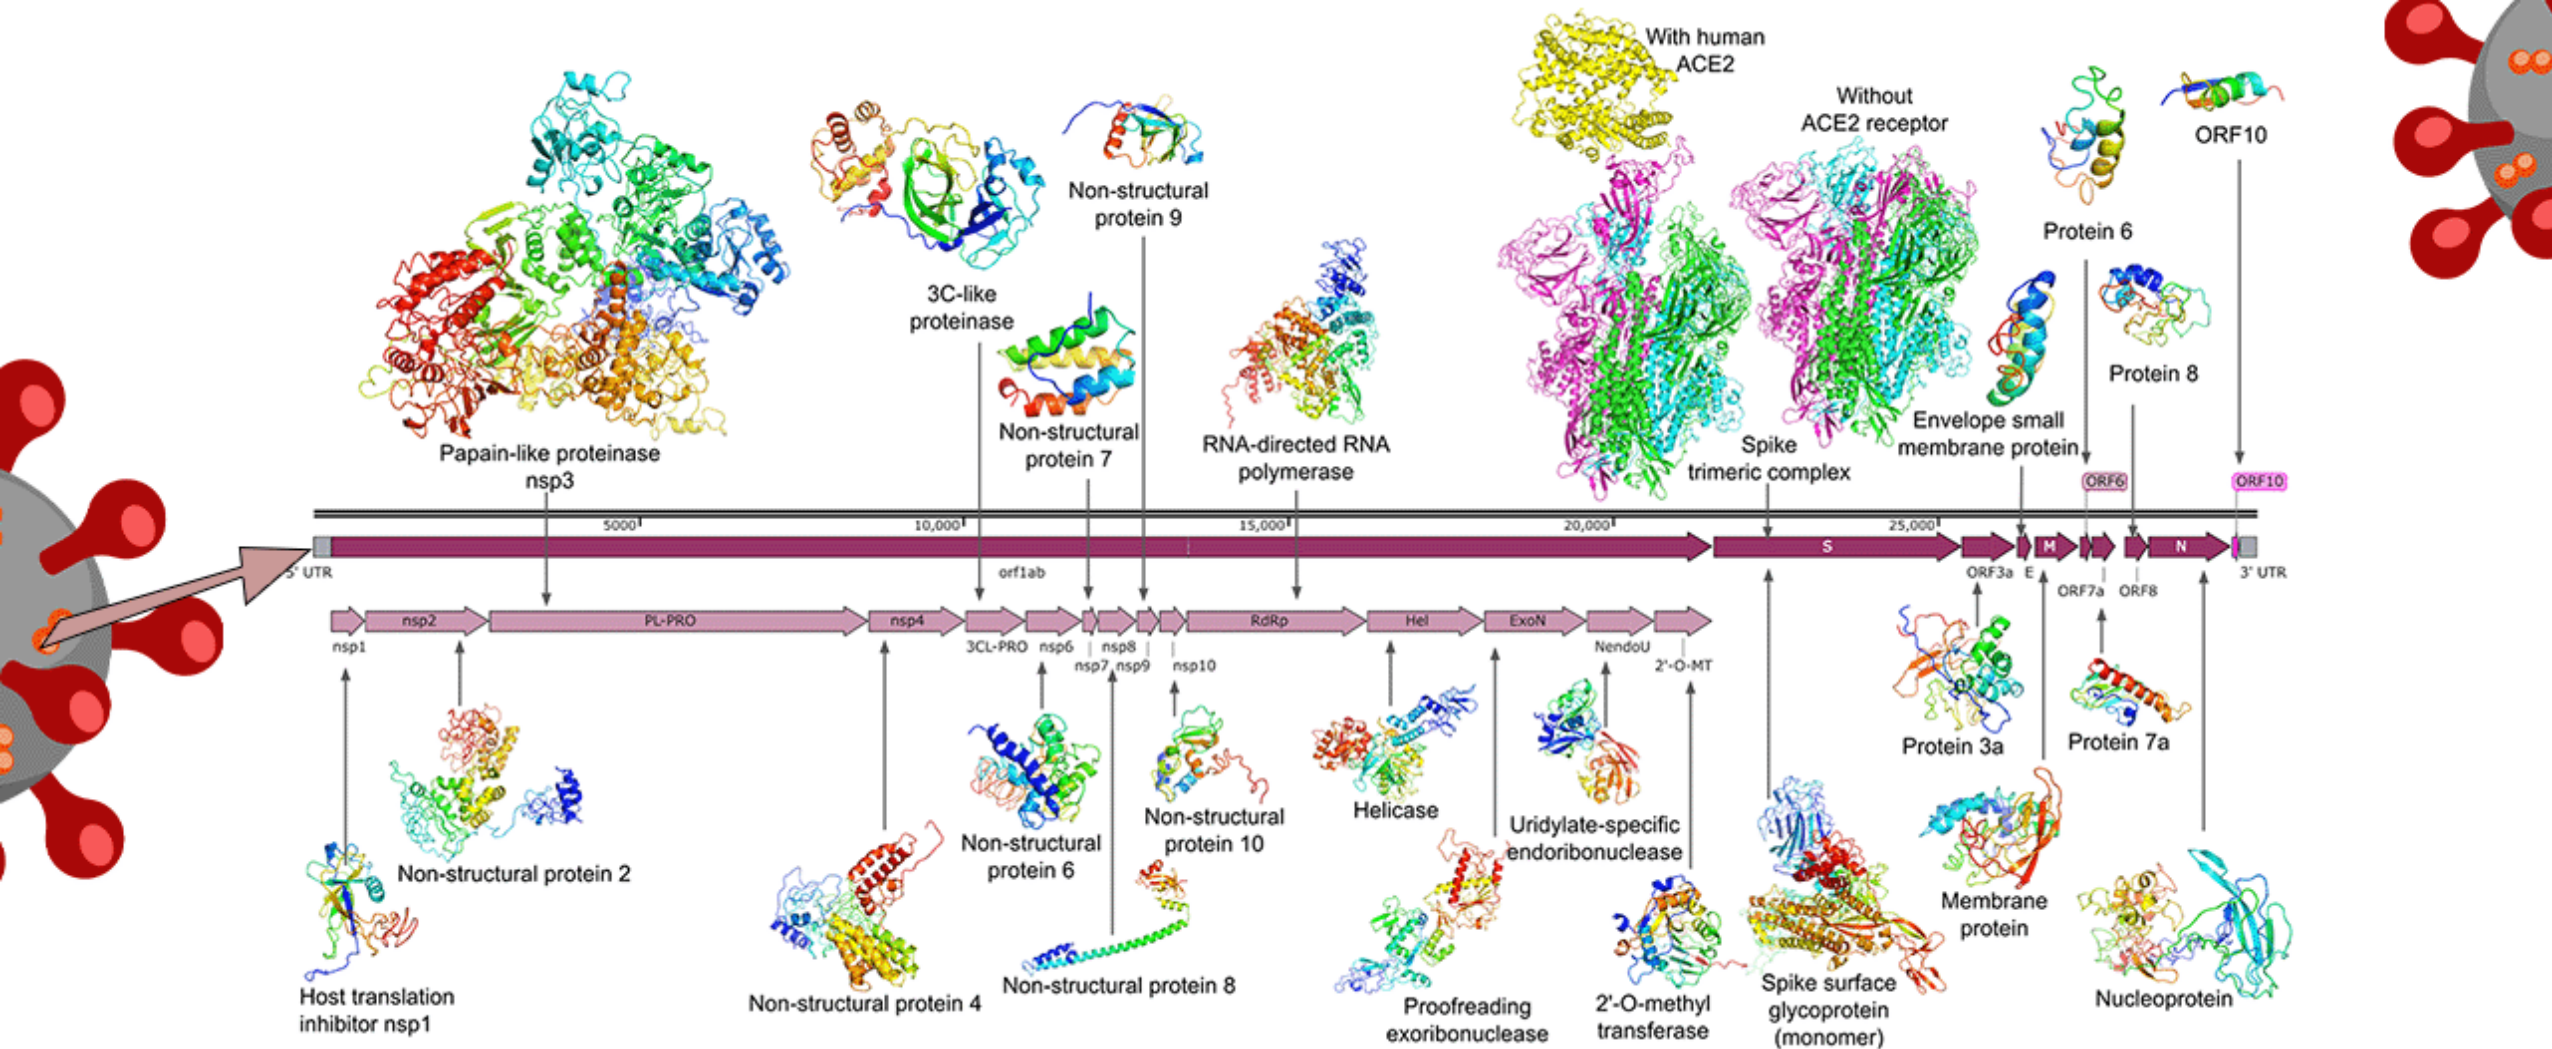 With human
ACE2
Without
ACE2 receptor
ORF10
Non-structural
protein 9
Protein 6
3C-like
proteinase
Protein 8
Envelope small
membrane protein
Non-structural
protein 7
RNA-directed RNA
polymerase
Spike
trimeric complex
Papain-like proteinase
nsp3
ORF6
ORF10
5000
10,000
15,000
20,000
25,000
S
M
N
5' UTR
orf1ab
ORF3a
E
3' UTR
ORF7a
ORF8
nsp2
PL-PRO
nsp4
RdRp
Hel
ExoN
nsp1
3CL-PRO
nsp6
nsp8
NendoU
nsp7
nsp9
nsp10
2'-O-MT
Protein 3a
Protein 7a
Helicase
Non-structural
protein 10
Uridylate-specific
endoribonuclease
Non-structural
protein 6
Non-structural protein 2
Membrane
protein
Non-structural protein 8
Spike surface
glycoprotein
(monomer)
Nucleoprotein
Host translation
inhibitor nsp1
Non-structural protein 4
Proofreading
exoribonuclease
2'-O-methyl
transferase